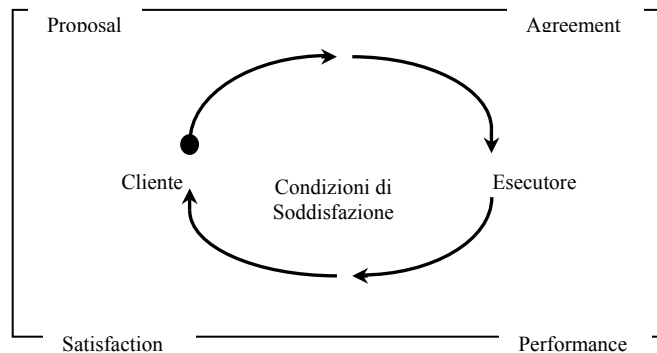 Proposal
Agreement
Cliente
Condizioni di
Soddisfazione
Esecutore
Satisfaction
Performance